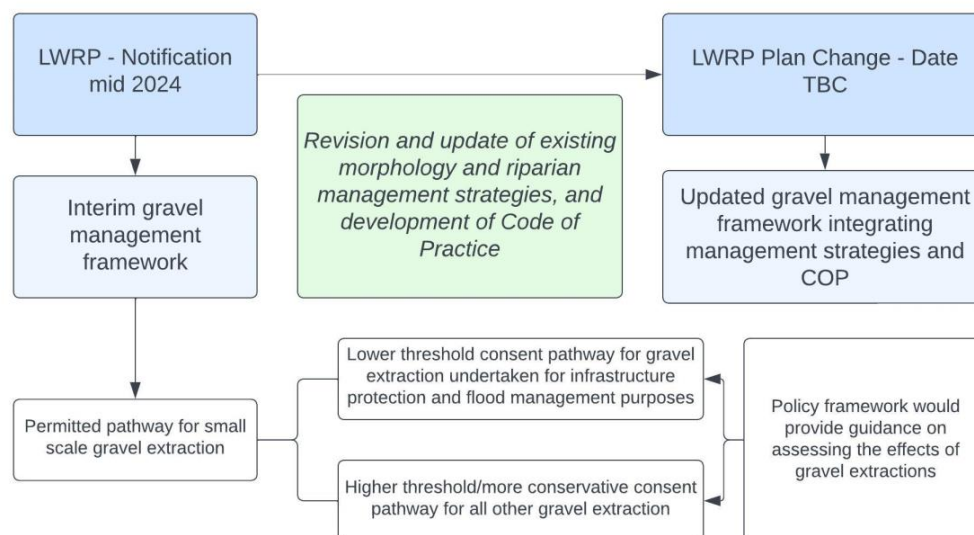 LWRP - Notification
mid 2024
LWRP Plan Change - Date
TBC
Revision and update of existing
morphology and riparian
management strategies, and
development of Code of
Practice
Interim gravel
management
framework
Updated gravel management
framework integrating
management strategies and
COP
Permitted pathway for small
scale gravel extraction
Lower threshold consent pathway for gravel
extraction undertaken for infrastructure
protection and flood management purposes
Higher threshold/more conservative consent
pathway for all other gravel extraction
Policy framework would
provide guidance on
assessing the effects of
gravel extractions